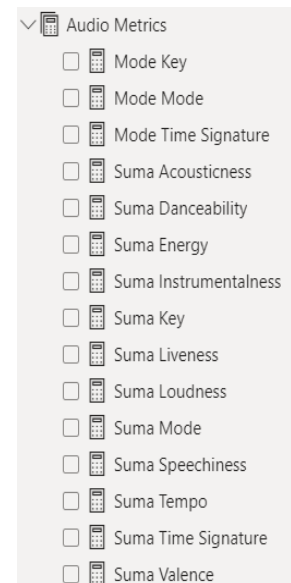 Audio Metrics
Mode Key
Mode Mode
Mode Time Signature
Suma Acousticness
Suma Danceability
Suma Energy
Suma Instrumentalness
Suma Key
Suma Liveness
Suma Loudness
Suma Mode
Suma Speechiness
Suma Tempo
Suma Time Signature
Suma Valence